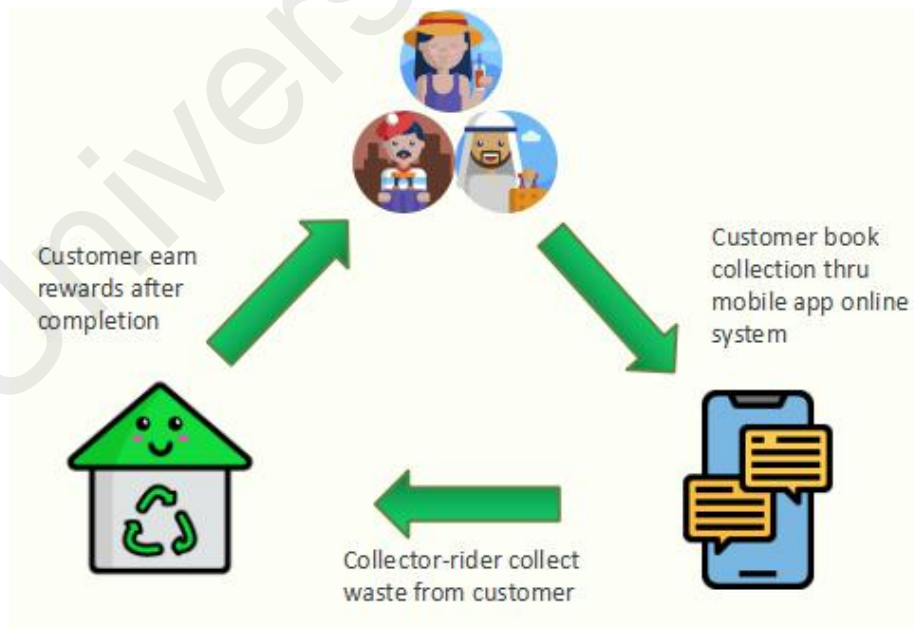 Univers
Customer earn
rewards after
completion
Customer book
collection thru
mobile app online
system
Collector-rider collect
waste from customer